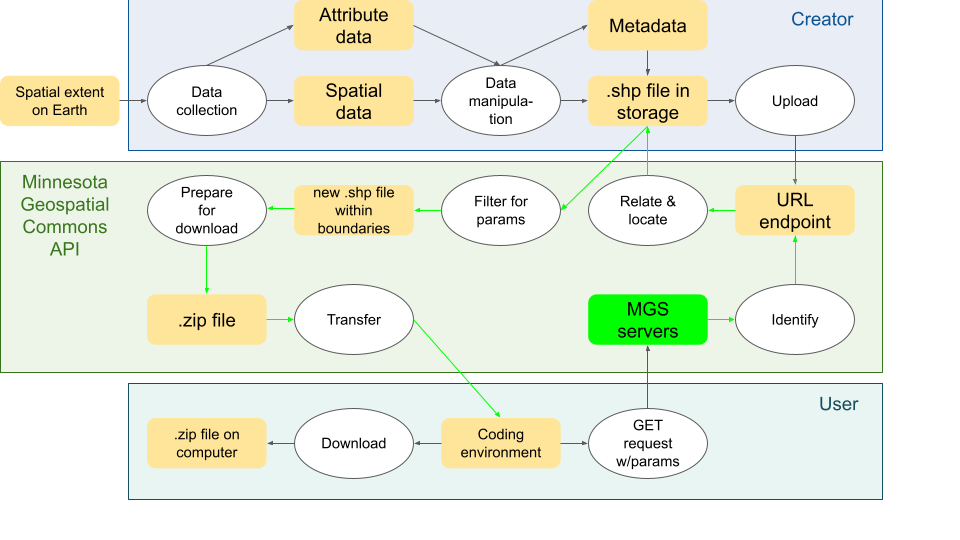 Creator
Attribute
data
Metadata
Spatial extent
on Earth
Data
collection
Spatial
data
Data
manipula-
tion
.shp file in
storage
Upload
Minnesota
Geospatial
Commons
API
Prepare
for
download
new .shp file
within
boundaries
Filter for
params
Relate &
locate
URL
endpoint
.zip file
Transfer
MGS
servers
Identify
User
.zip file on
computer
Download
Coding
environment
GET
request
w/params